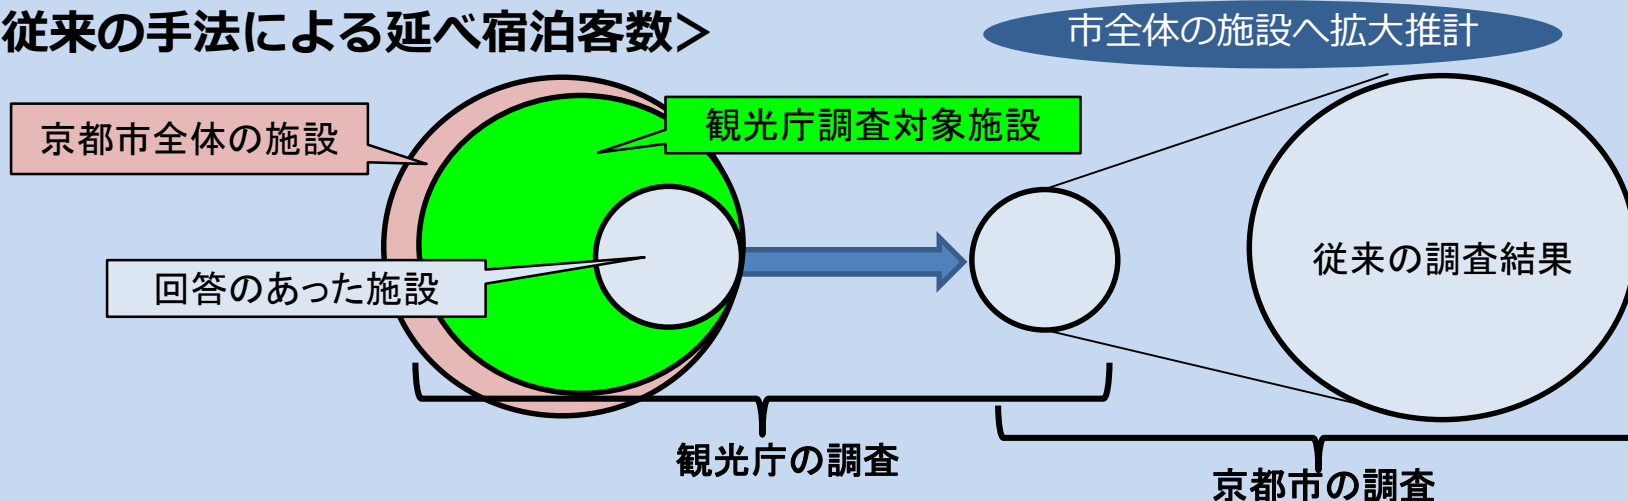 従来の手法による延べ宿泊客数＞
市全体の施設へ拡大推計
京都市全体の施設
観光庁調査対象施設
回答のあった施設
従来の調査結果
観光庁の調査
京都市の調査